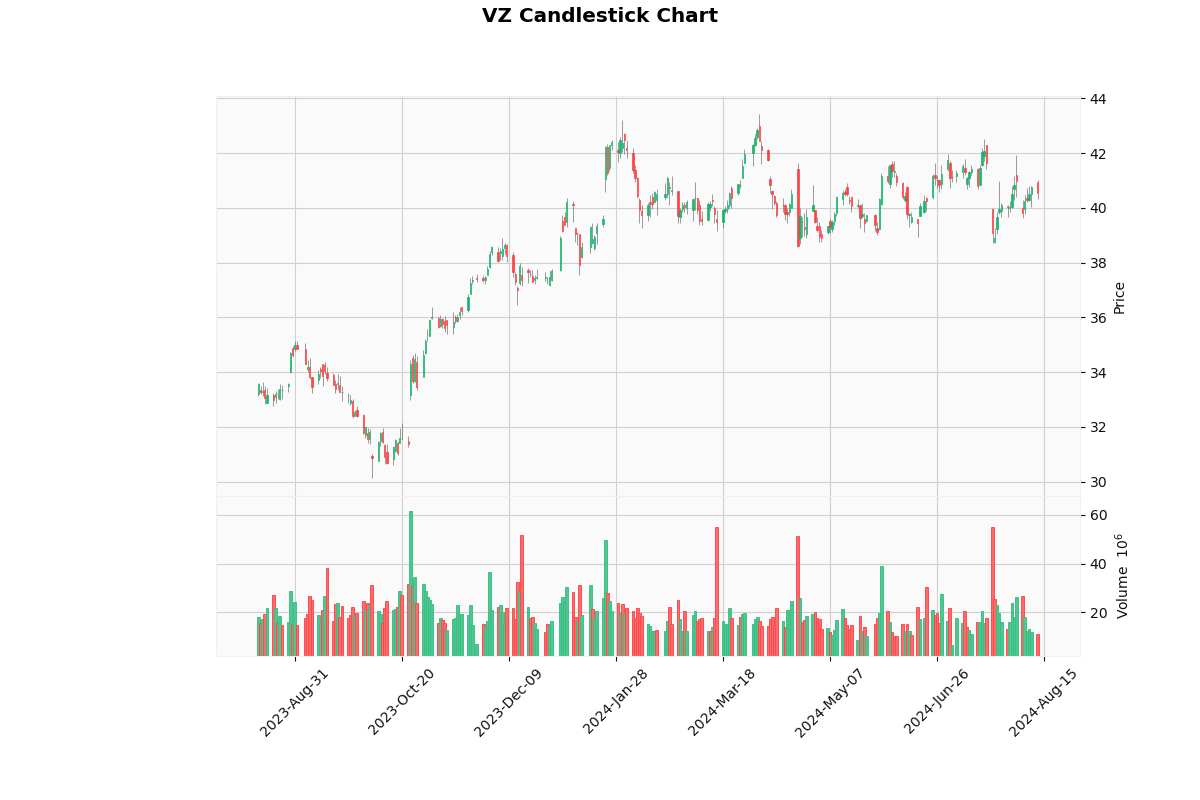 VZ Candlestick Chart
44
42
40
38
36
34
32
30
Price
60
40
20
Volume 10^6
2023-Aug-31
2023-Oct-20
2023-Dec-09
2024-Jan-28
2024-Mar-18
2024-May-07
2024-Jun-26
2024-Aug-15